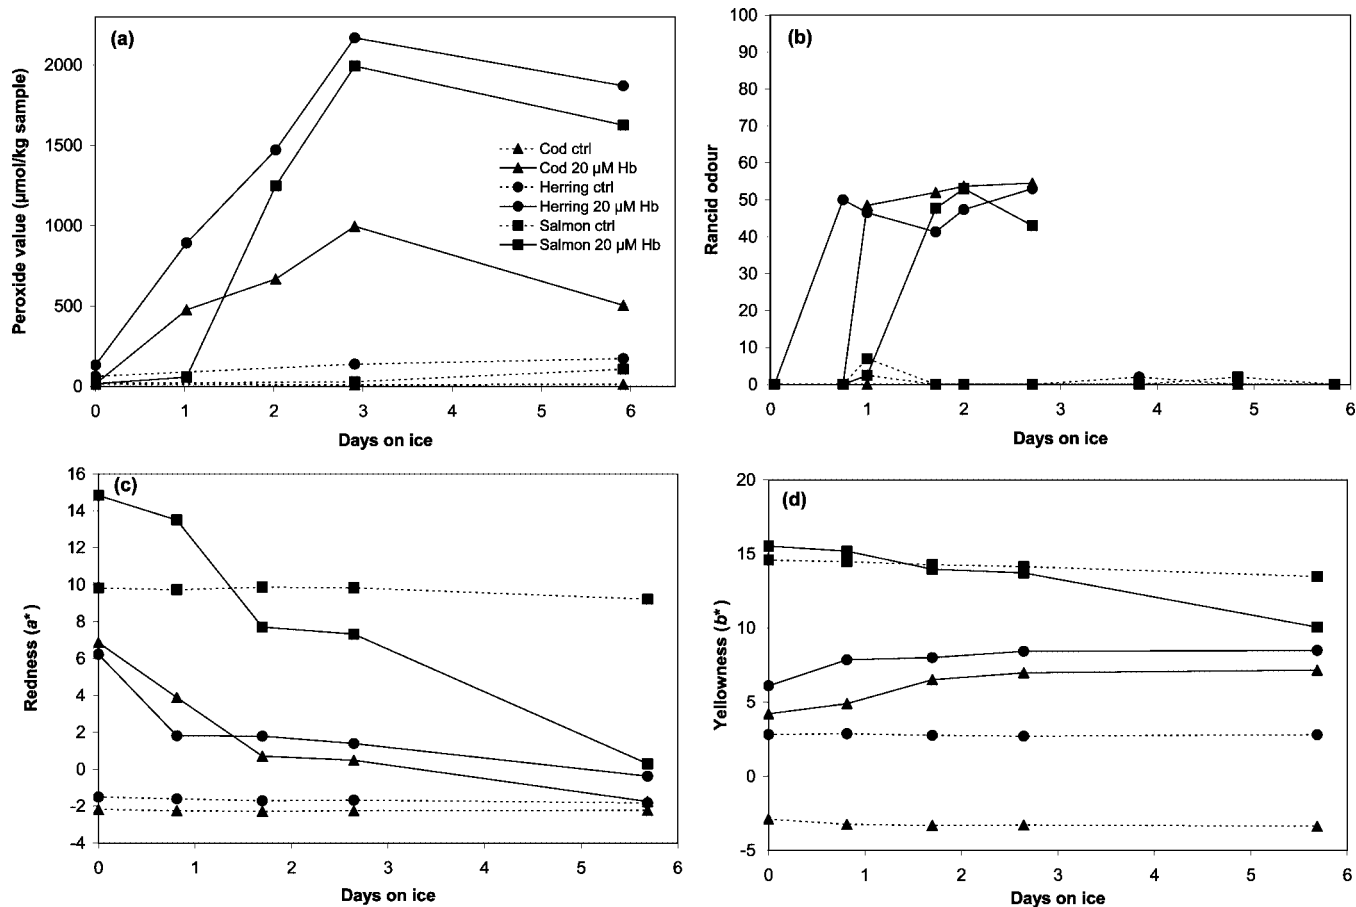 (a)
Peroxide value (µmol/kg sample)
2000
1500
1000
500
0
0 1 2 3 4 5 6
Days on ice
Cod ctrl
Cod 20 µM Hb
Herring ctrl
Herring 20 µM Hb
Salmon ctrl
Salmon 20 µM Hb
(b)
Rancid odour
100
90
80
70
60
50
40
30
20
10
0
0 1 2 3 4 5 6
Days on ice
(c)
Redness (a*)
16
14
12
10
8
6
4
2
0
-2
-4
0 1 2 3 4 5 6
Days on ice
(d)
Yellowness (b*)
20
15
10
5
0
-5
0 1 2 3 4 5 6
Days on ice